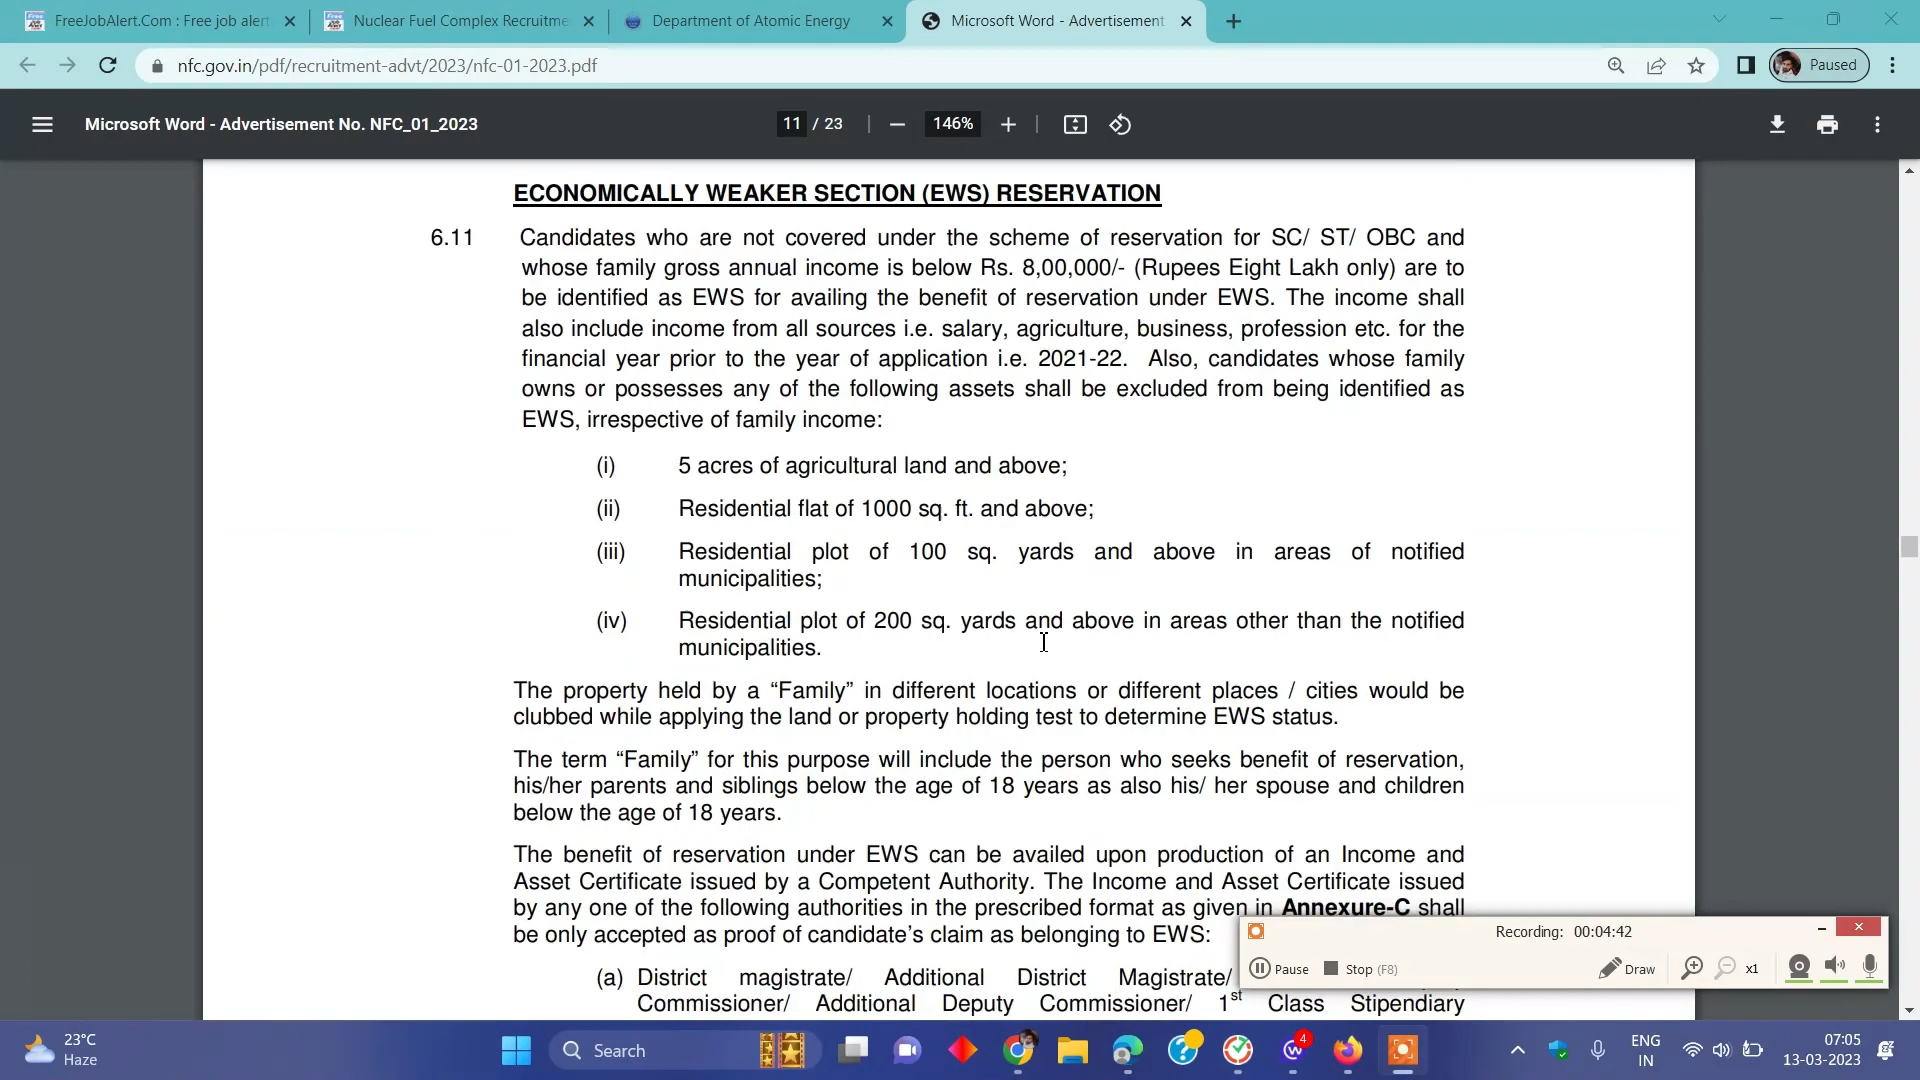 FreeJobAlert.Com : Free job alert
Nuclear Fuel Complex Recruitme
Department of Atomic Energy
Microsoft Word - Advertisement
nfc.gov.in/pdf/recruitment-advt/2023/nfc-01-2023.pdf
Paused
Microsoft Word - Advertisement No. NFC_01_2023
11 / 23
146%
ECONOMICALLY WEAKER SECTION (EWS) RESERVATION
6.11 Candidates who are not covered under the scheme of reservation for SC/ ST/ OBC and
whose family gross annual income is below Rs. 8,00,000/- (Rupees Eight Lakh only) are to
be identified as EWS for availing the benefit of reservation under EWS. The income shall
also include income from all sources i.e. salary, agriculture, business, profession etc. for the
financial year prior to the year of application i.e. 2021-22. Also, candidates whose family
owns or possesses any of the following assets shall be excluded from being identified as
EWS, irrespective of family income:
(i) 5 acres of agricultural land and above;
(ii) Residential flat of 1000 sq. ft. and above;
(iii) Residential plot of 100 sq. yards and above in areas of notified
municipalities;
(iv) Residential plot of 200 sq. yards and above in areas other than the notified
municipalities.
The property held by a “Family” in different locations or different places / cities would be
clubbed while applying the land or property holding test to determine EWS status.
The term “Family” for this purpose will include the person who seeks benefit of reservation,
his/her parents and siblings below the age of 18 years as also his/ her spouse and children
below the age of 18 years.
The benefit of reservation under EWS can be availed upon production of an Income and
Asset Certificate issued by a Competent Authority. The Income and Asset Certificate issued
by any one of the following authorities in the prescribed format as given in Annexure-C shall
be only accepted as proof of candidate’s claim as belonging to EWS:
(a) District magistrate/ Additional District Magistrate/
Commissioner/ Additional Deputy Commissioner/ 1st Class Stipendiary
Recording: 00:04:42
Pause
Stop (F8)
Draw
x1
23°C
Haze
Search
4
ENG
IN
07:05
13-03-2023